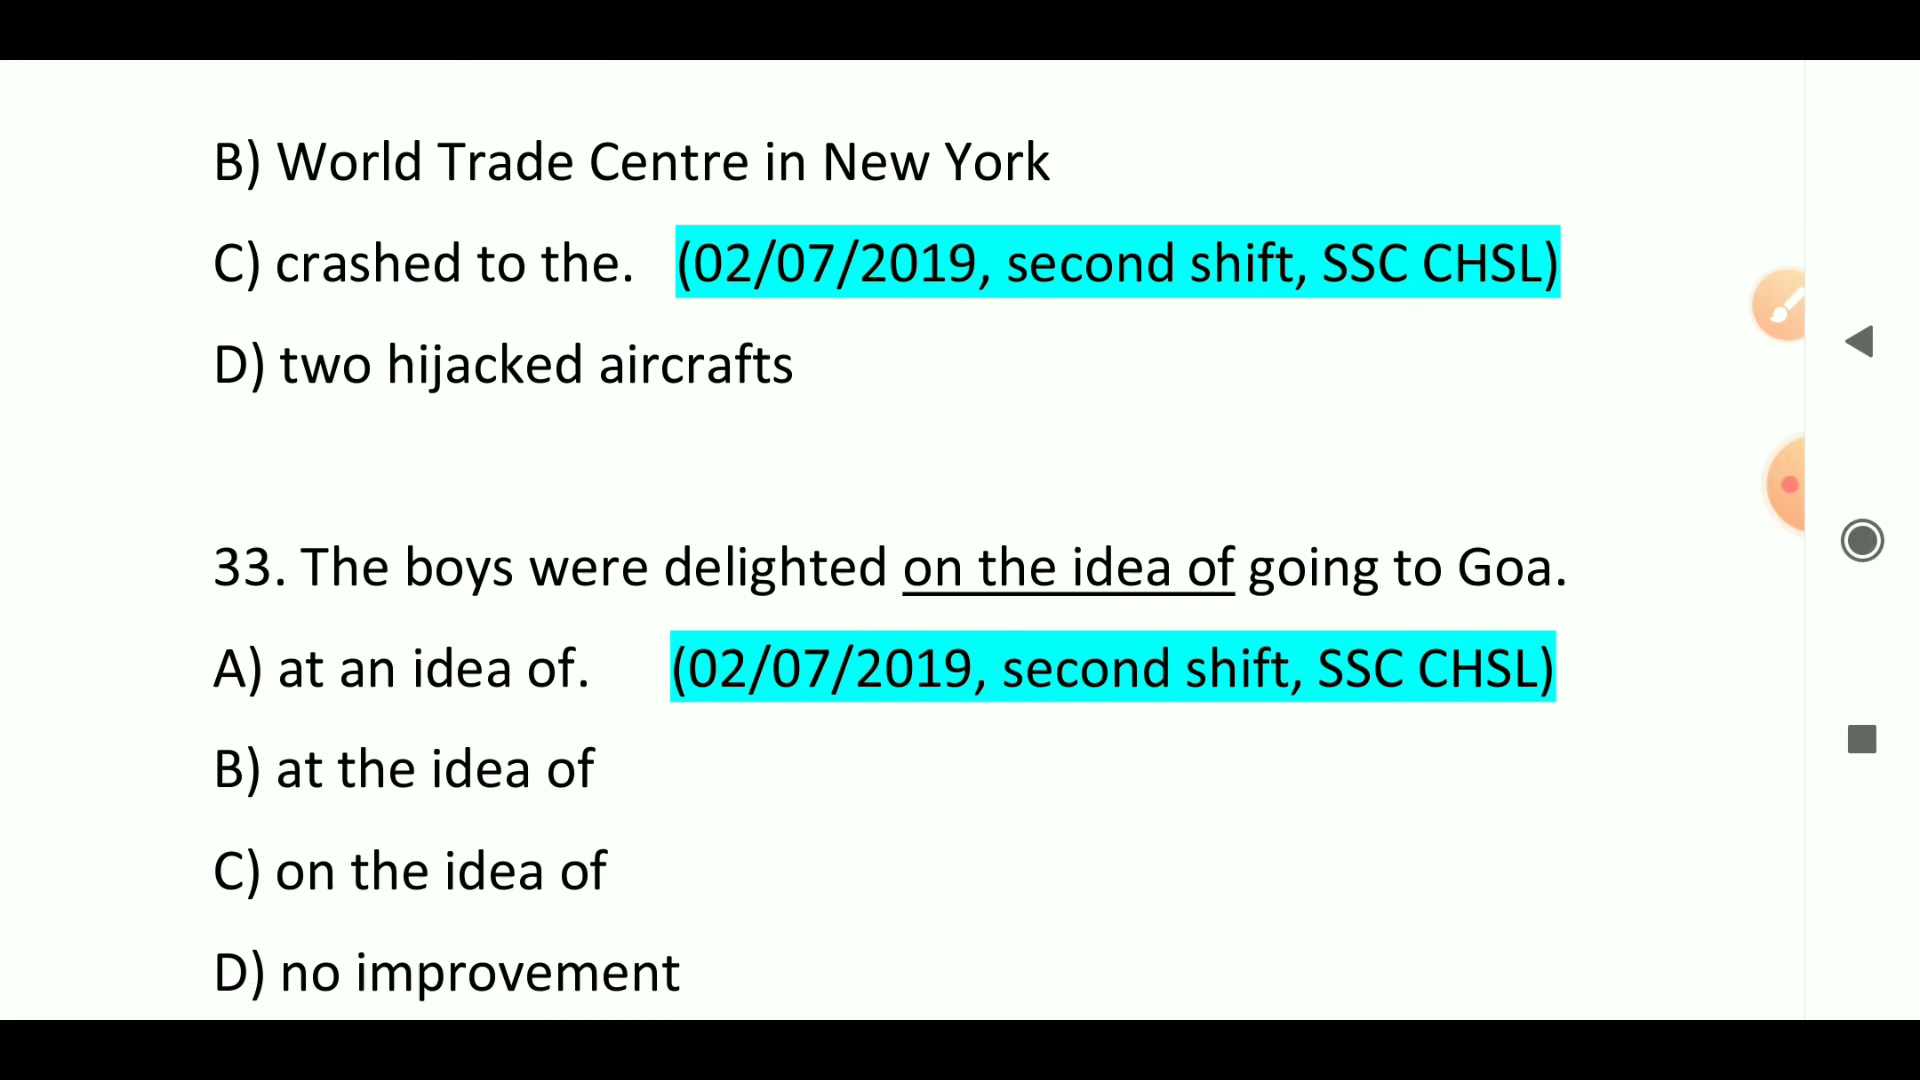 B) World Trade Centre in New York
C) crashed to the. (02/07/2019, second shift, SSC CHSL)
D) two hijacked aircrafts
33. The boys were delighted on the idea of going to Goa.
A) at an idea of. (02/07/2019, second shift, SSC CHSL)
B) at the idea of
C) on the idea of
D) no improvement